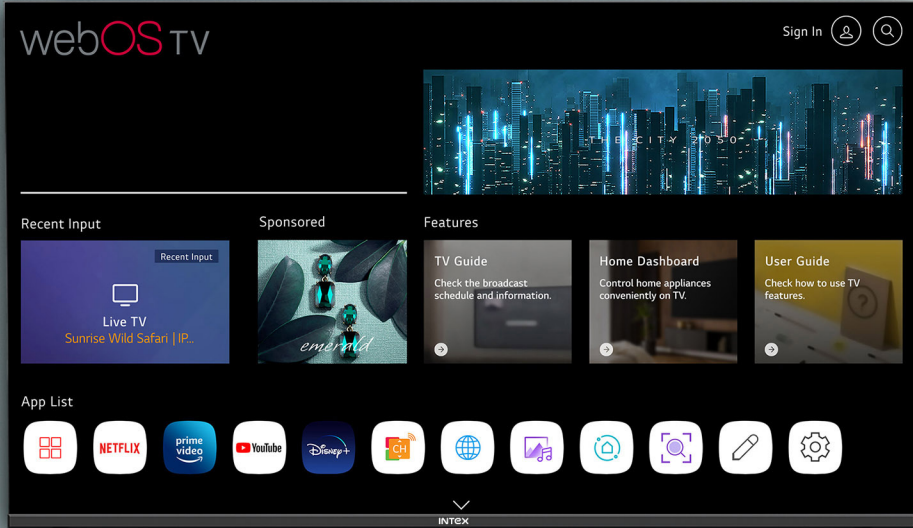 webOS TV
Sign In
THE CITY 2050
Recent Input
Sponsored
Features
Recent Input
Live TV
Sunrise Wild Safari | IP...
emerald
TV Guide
Check the broadcast
schedule and information.
Home Dashboard
Control home appliances
conveniently on TV.
User Guide
Check how to use TV
features.
App List
NETFLIX
prime
video
YouTube
Disney+
CH
INTEX